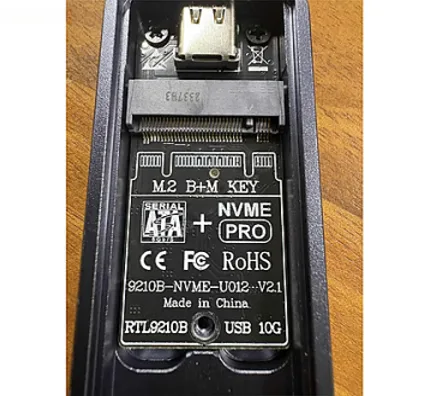 M.2 B+M KEY
SERIAL
ATA
+
NVME
PRO
CE FC RoHS
9210B-NVME-U012--V2.1
Made in China
RTL9210B
USB 10G